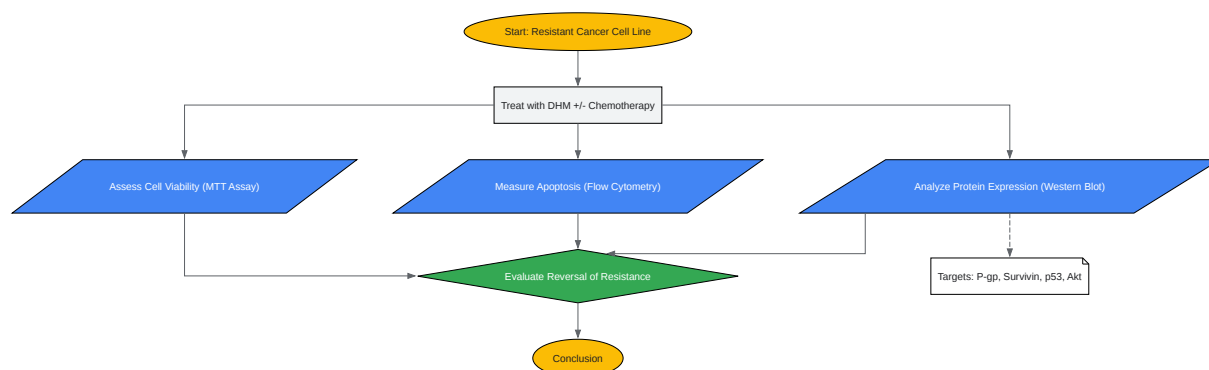 Start: Resistant Cancer Cell Line
Treat with DHM +/- Chemotherapy
Assess Cell Viability (MTT Assay)
Measure Apoptosis (Flow Cytometry)
Analyze Protein Expression (Western Blot)
Evaluate Reversal of Resistance
Targets: P-gp, Survivin, p53, Akt
Conclusion